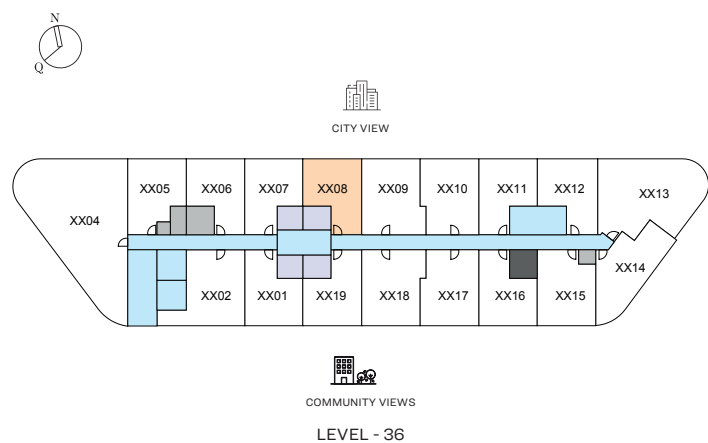 N
Q
CITY VIEW
XX05 XX06 XX07 XX08 XX09 XX10 XX11 XX12 XX13
XX04
XX14
XX02 XX01 XX19 XX18 XX17 XX16 XX15
COMMUNITY VIEWS
LEVEL - 36